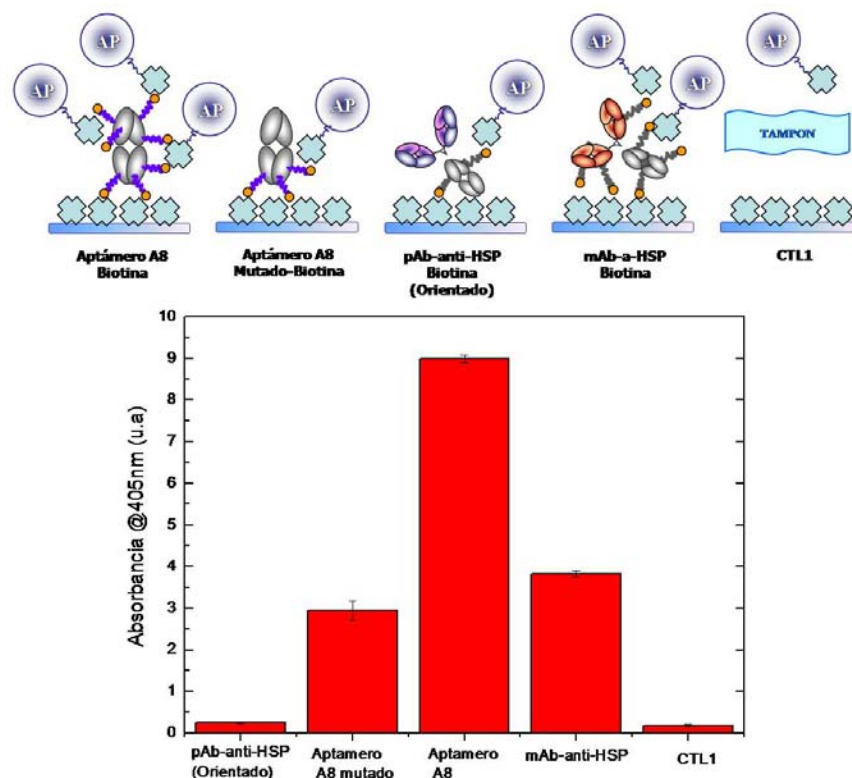 AP
AP
AP
AP
AP
AP
AP
AP
TAMPON
Aptámero A8
Biotina
Aptámero A8
Mutado-Biotina
pAb-anti-HSP
Biotina
(Orientado)
mAb-a-HSP
Biotina
CTL1
Absorbancia @405nm (u.a)
9
8
7
6
5
4
3
2
1
0
pAb-anti-HSP
(Orientado)
Aptamero
A8 mutado
Aptamero
A8
mAb-anti-HSP
CTL1